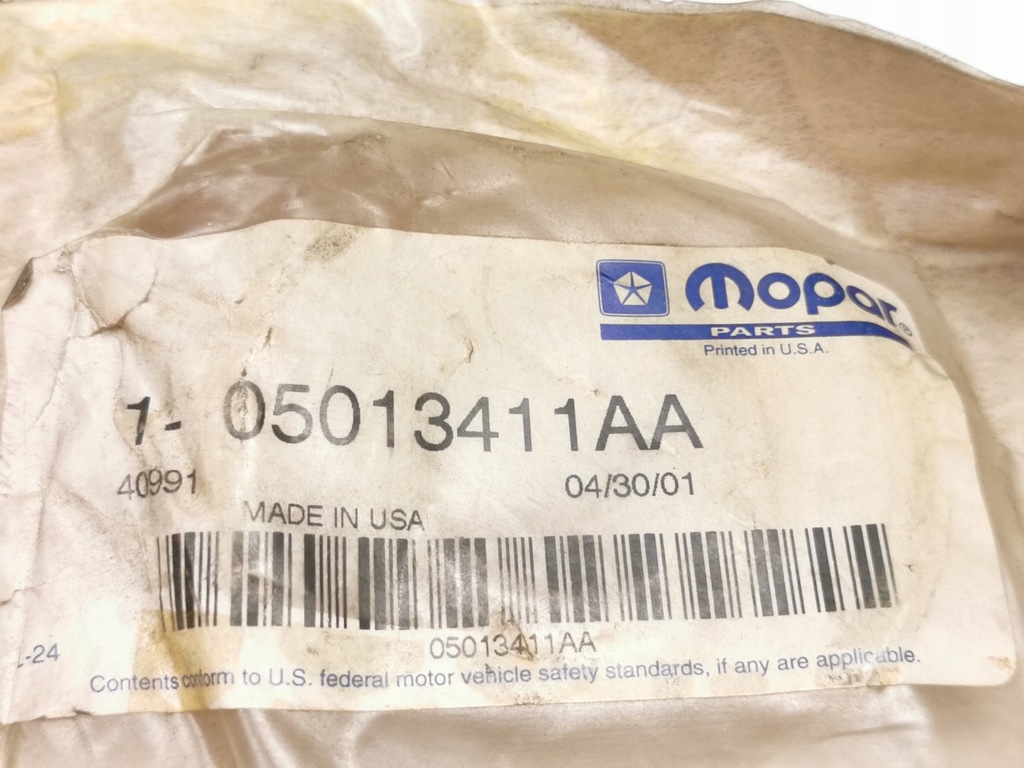 Mopar®
PARTS
Printed in U.S.A.
1- 05013411AA
40991 04/30/01
MADE IN USA
05013411AA
-24
Contents conform to U.S. federal motor vehicle safety standards, if any are applicable.